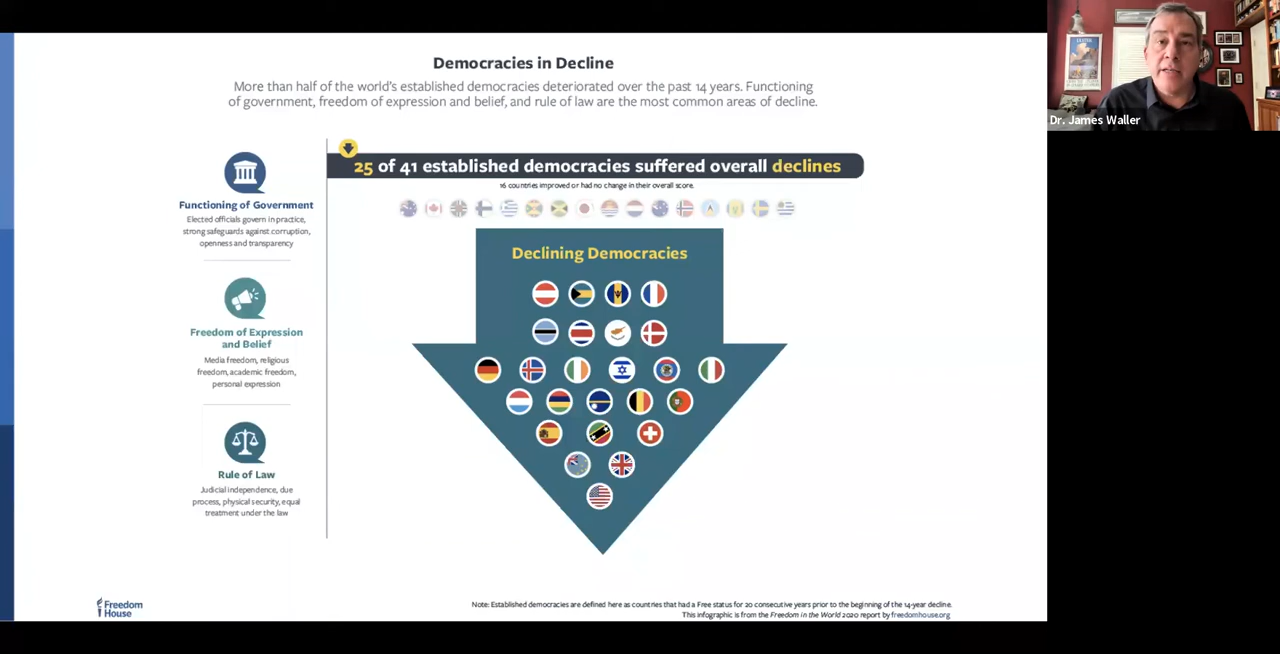 Democracies in Decline
More than half of the world's established democracies deteriorated over the past 14 years. Functioning
of government, freedom of expression and belief, and rule of law are the most common areas of decline.
25 of 41 established democracies suffered overall declines
16 countries improved or had no change in their overall score.
Declining Democracies
Functioning of Government
Elected officials govern in practice,
strong safeguards against corruption,
openness and transparency
Freedom of Expression
and Belief
Media freedom, religious
freedom, academic freedom,
personal expression
Rule of Law
Judicial independence, due
process, physical security, equal
treatment under the law
Freedom
House
Note: Established democracies are defined here as countries that had a Free status for 20 consecutive years prior to the beginning of the 14-year decline.
This infographic is from the Freedom in the World 2020 report by freedomhouse.org
Dr. James Waller